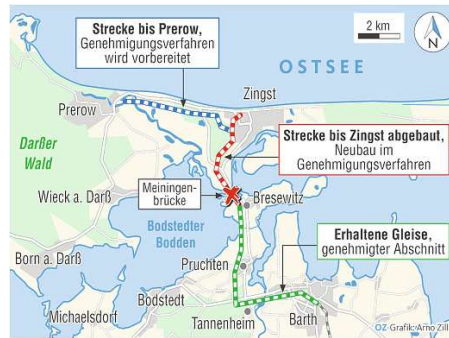 Strecke bis Prerow,
Genehmigungsverfahren
wird vorbereitet
2 km
N
OSTSEE
Zingst
Prerow
Strecke bis Zingst abgebaut,
Neubau im
Genehmigungsverfahren
Darßer
Wald
Meiningen-
brücke
Wieck a. Darß
Bresewitz
Bodstedter
Bodden
Erhaltene Gleise,
genehmigter Abschnitt
Born a. Darß
Pruchten
Bodstedt
Michaelsdorf
Tannenheim
Barth
OZ Grafik: Arno Zill